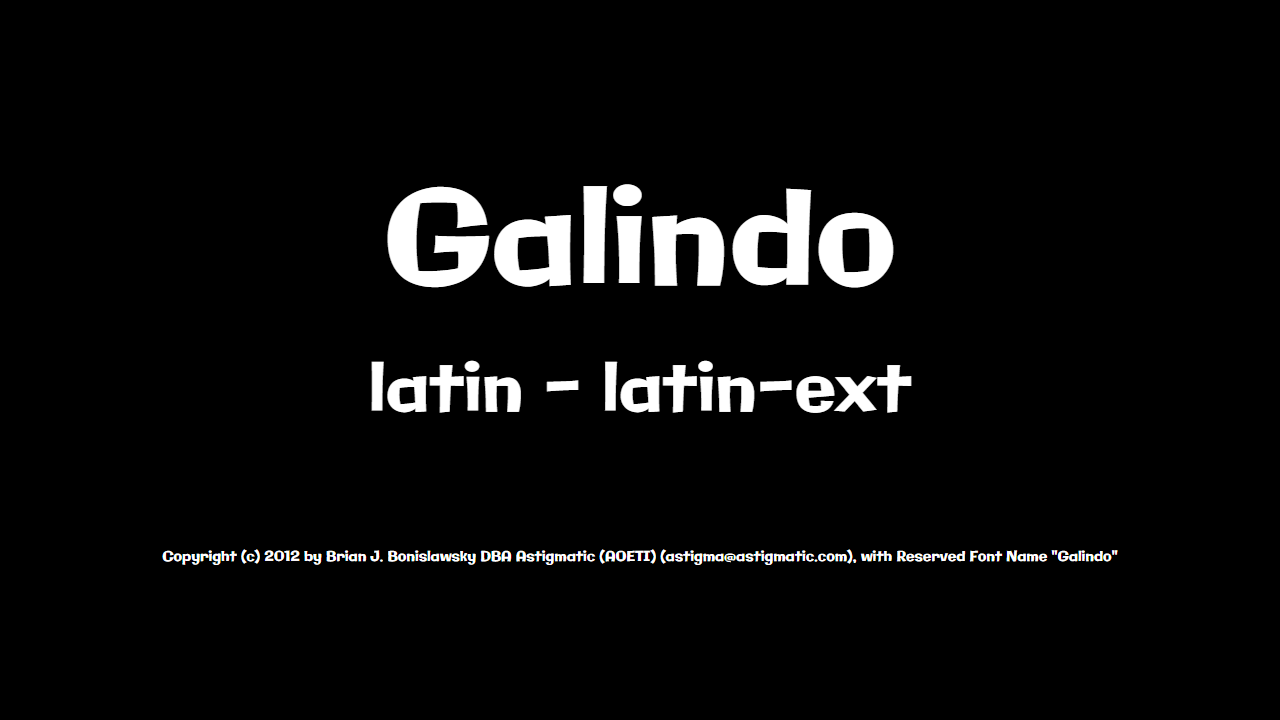 Galindo
latin - latin-ext
Copyright (c) 2012 by Brian J. Bonislawsky DBA Astigmatic (AOETI) (astigma@astigmatic.com), with Reserved Font Name "Galindo"